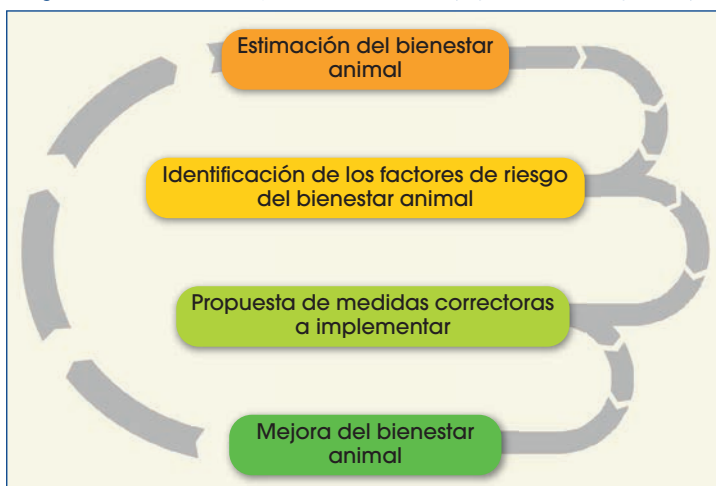 Estimación del bienestar
animal
Identificación de los factores de riesgo
del bienestar animal
Propuesta de medidas correctoras
a implementar
Mejora del bienestar
animal